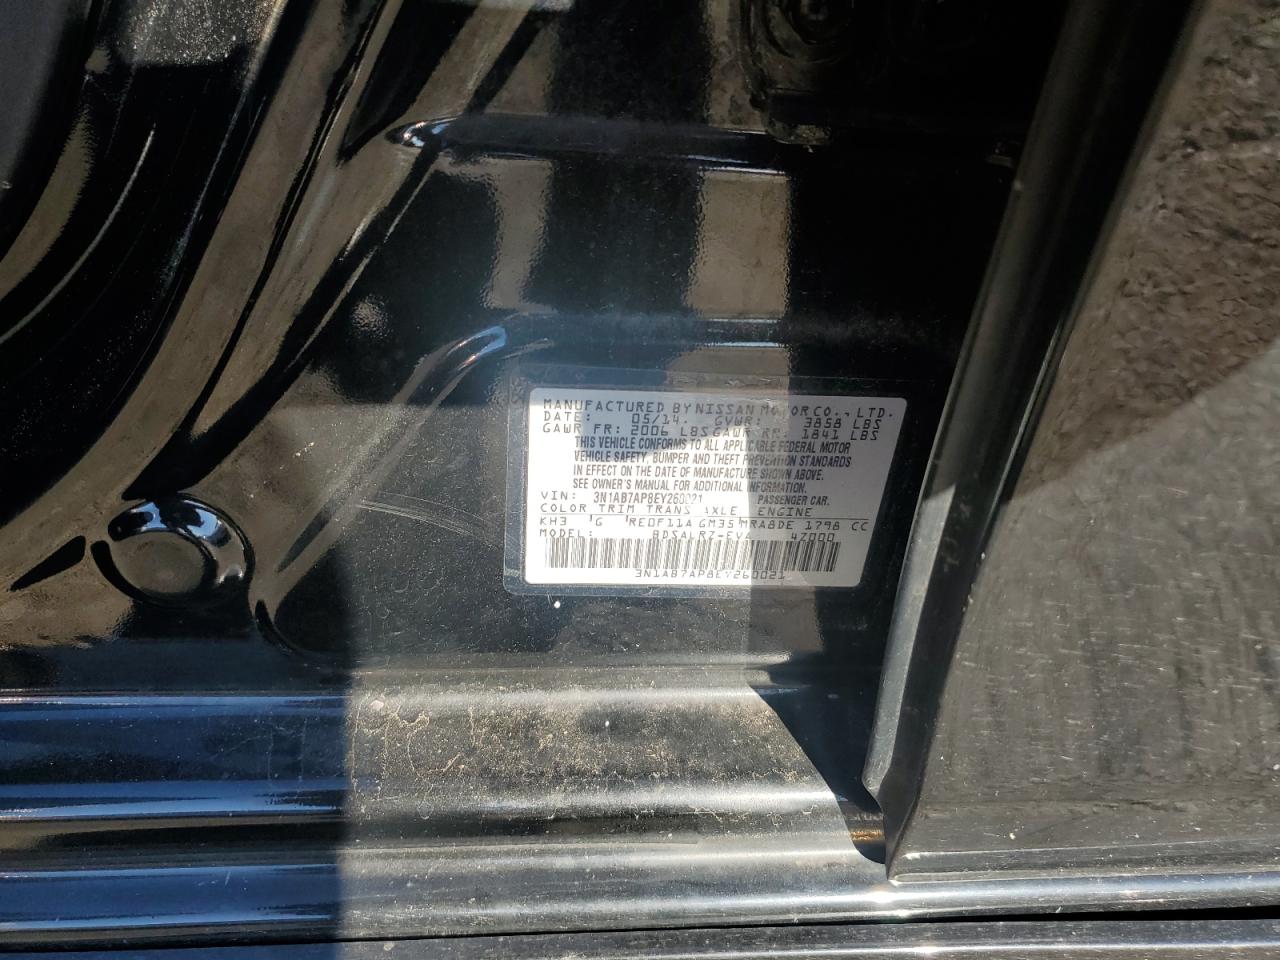 MANUFACTURED BY NISSAN MOTOR CO., LTD.
DATE: 05/14. GVWR: 3858 LBS
GAWR FR: 2006 LBS GAWR RR: 1841 LBS
THIS VEHICLE CONFORMS TO ALL APPLICABLE FEDERAL MOTOR
VEHICLE SAFETY, BUMPER AND THEFT PREVENTION STANDARDS
IN EFFECT ON THE DATE OF MANUFACTURE SHOWN ABOVE.
SEE OWNER'S MANUAL FOR ADDITIONAL INFORMATION.
VIN: 3N1AB7AP8EY260021 PASSENGER CAR.
COLOR TRIM TRANS AXLE ENGINE
KH3 G RE0F11A GM35 MRA8DE 1798 CC
MODEL: BDSALRZ-EVA 47000
3N1AB7AP8EY260021